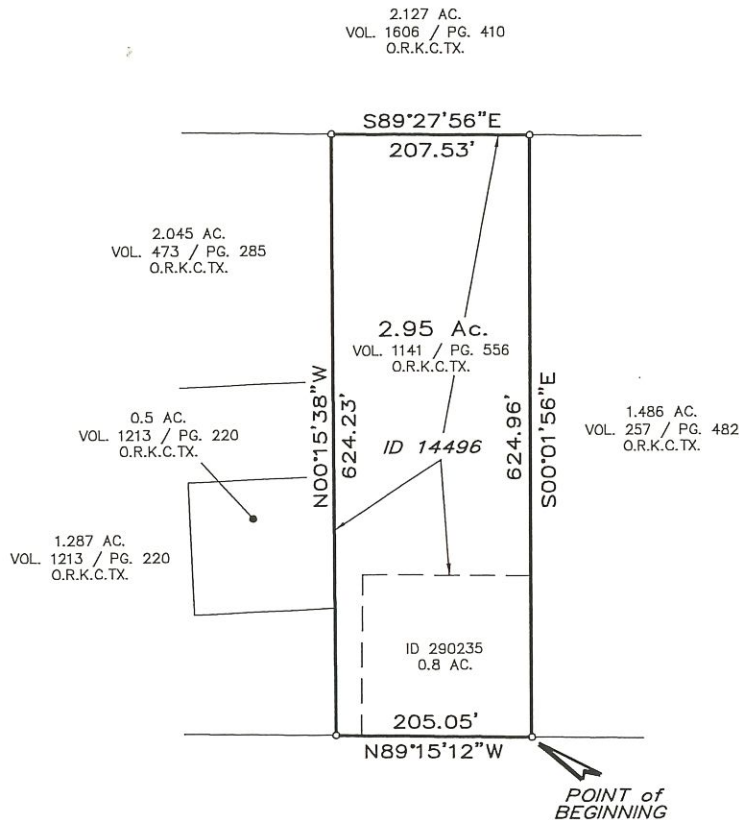 2.127 AC.
VOL. 1606 / PG. 410
O.R.K.C.TX.
S89°27'56"E
207.53'
2.045 AC.
VOL. 473 / PG. 285
O.R.K.C.TX.
2.95 Ac.
VOL. 1141 / PG. 556
O.R.K.C.TX.
N00°15'38"W
624.23'
624.96'
S00°01'56"E
0.5 AC.
VOL. 1213 / PG. 220
O.R.K.C.TX.
ID 14496
1.486 AC.
VOL. 257 / PG. 482
O.R.K.C.TX.
1.287 AC.
VOL. 1213 / PG. 220
O.R.K.C.TX.
ID 290235
0.8 AC.
205.05'
N89°15'12"W
POINT of
BEGINNING